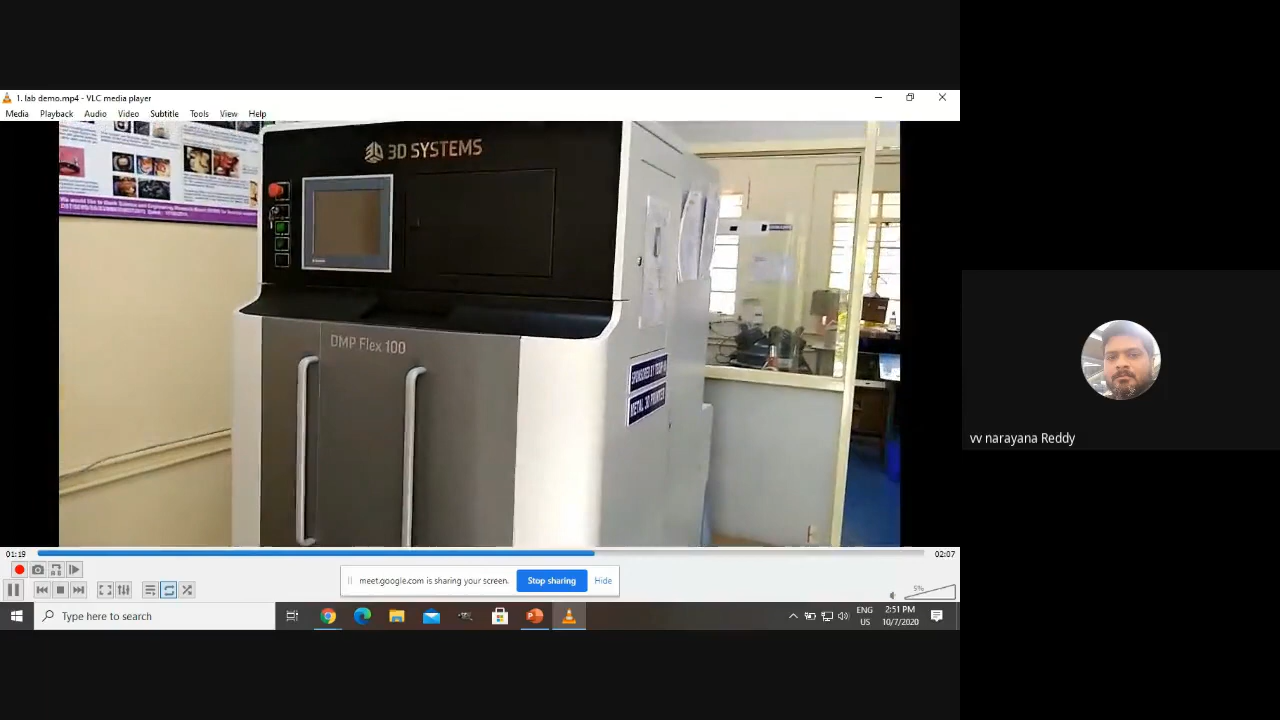 1. lab demo.mp4 - VLC media player
Media Playback Audio Video Subtitle Tools View Help
3D SYSTEMS
DMP Flex 100
METAL 3D PRINTER
vv narayana Reddy
01:19
02:07
meet.google.com is sharing your screen.
Stop sharing
Hide
5%
Type here to search
ENG
US
2:51 PM
10/7/2020